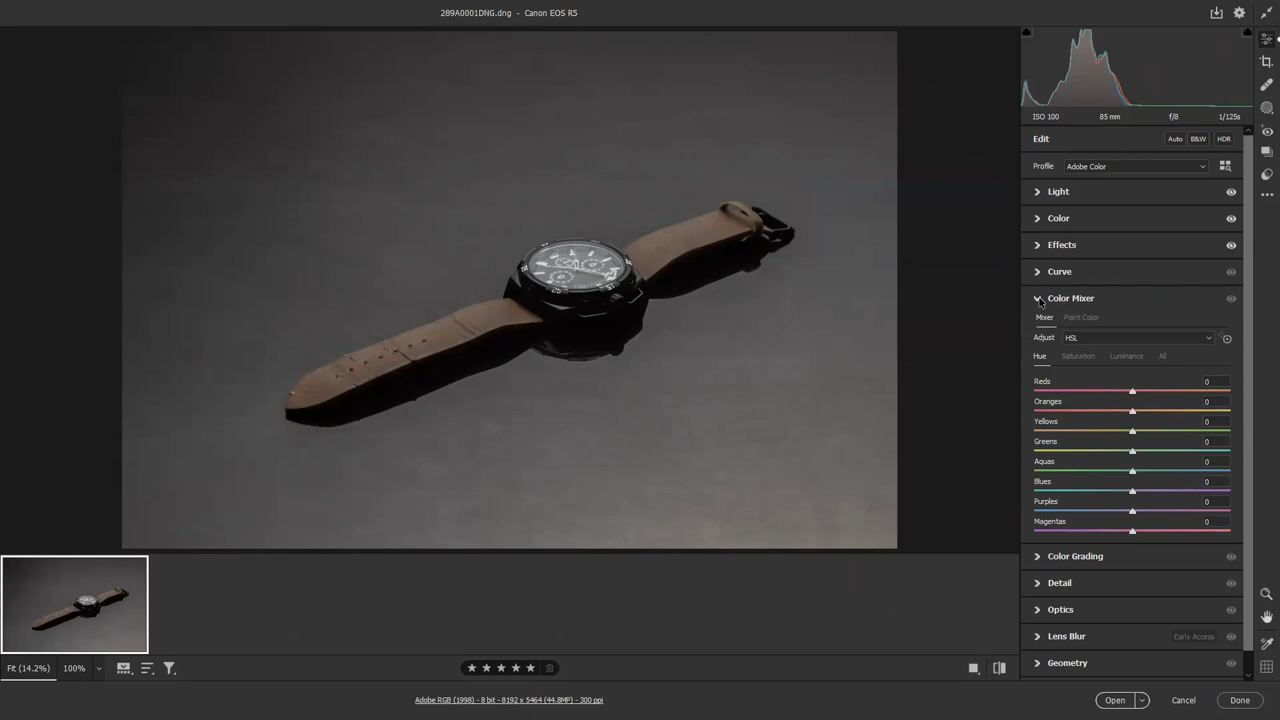 289A0001DNG.dng - Canon EOS R5
ISO 100 85 mm f/8 1/125s
Edit Auto B&W HDR
Profile Adobe Color
Light
Color
Effects
Curve
Color Mixer
Mixer Point Color
Adjust HSL
Hue Saturation Luminance All
Reds 0
Oranges 0
Yellows 0
Greens 0
Aquas 0
Blues 0
Purples 0
Magentas 0
Color Grading
Detail
Optics
Lens Blur Early Access
Geometry
Fit (14.2%) 100%
Adobe RGB (1998) - 8 bit - 8192 x 5464 (44.8MP) - 300 ppi
Open Cancel Done